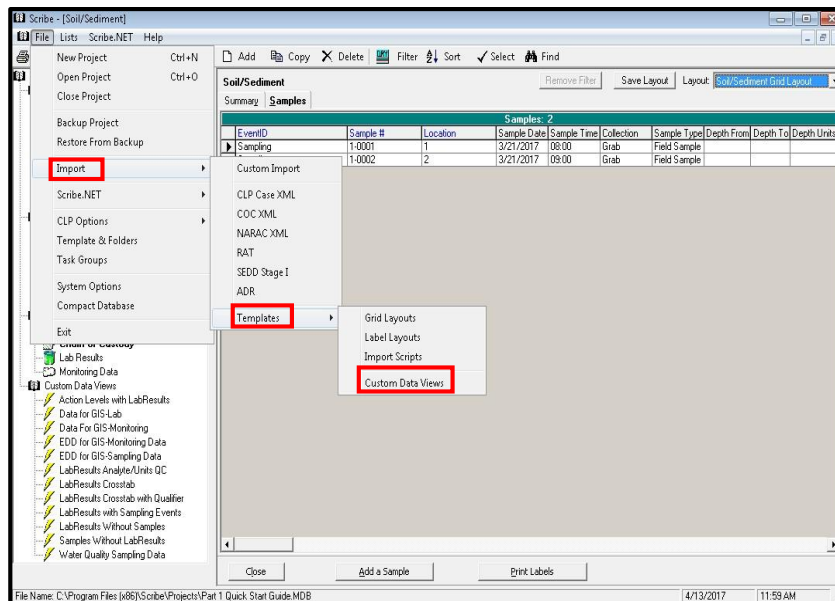 Scribe - [Soil/Sediment]
File Lists Scribe.NET Help
Add Copy Delete Filter Sort Select Find
New Project Ctrl+N
Open Project Ctrl+O
Close Project
Backup Project
Restore From Backup
Import
Scribe.NET
CLP Options
Template & Folders
Task Groups
System Options
Compact Database
Exit
Custom Import
CLP Case XML
COC XML
NARAC XML
RAT
SEDD Stage I
ADR
Templates
Grid Layouts
Label Layouts
Import Scripts
Custom Data Views
Soil/Sediment Remove Filter Save Layout Layout: Soil/Sediment Grid Layout
Summary Samples
Samples: 2
EventID Sample # Location Sample Date Sample Time Collection Sample Type Depth From Depth To Depth Units
Sampling 1-0001 1 3/21/2017 08:00 Grab Field Sample
1-0002 2 3/21/2017 09:00 Grab Field Sample
Chain of Custody
Lab Results
Monitoring Data
Custom Data Views
Action Levels with LabResults
Data for GIS-Lab
Data For GIS-Monitoring
EDD for GIS-Monitoring Data
EDD for GIS-Sampling Data
LabResults Analyte/Units QC
LabResults Crosstab
LabResults Crosstab with Qualifier
LabResults with Sampling Events
LabResults Without Samples
Samples Without LabResults
Water Quality Sampling Data
Close Add a Sample Print Labels
File Name: C:\Program Files (x86)\Scribe\Projects\Part 1 Quick Start Guide.MDB 4/13/2017 11:59 AM